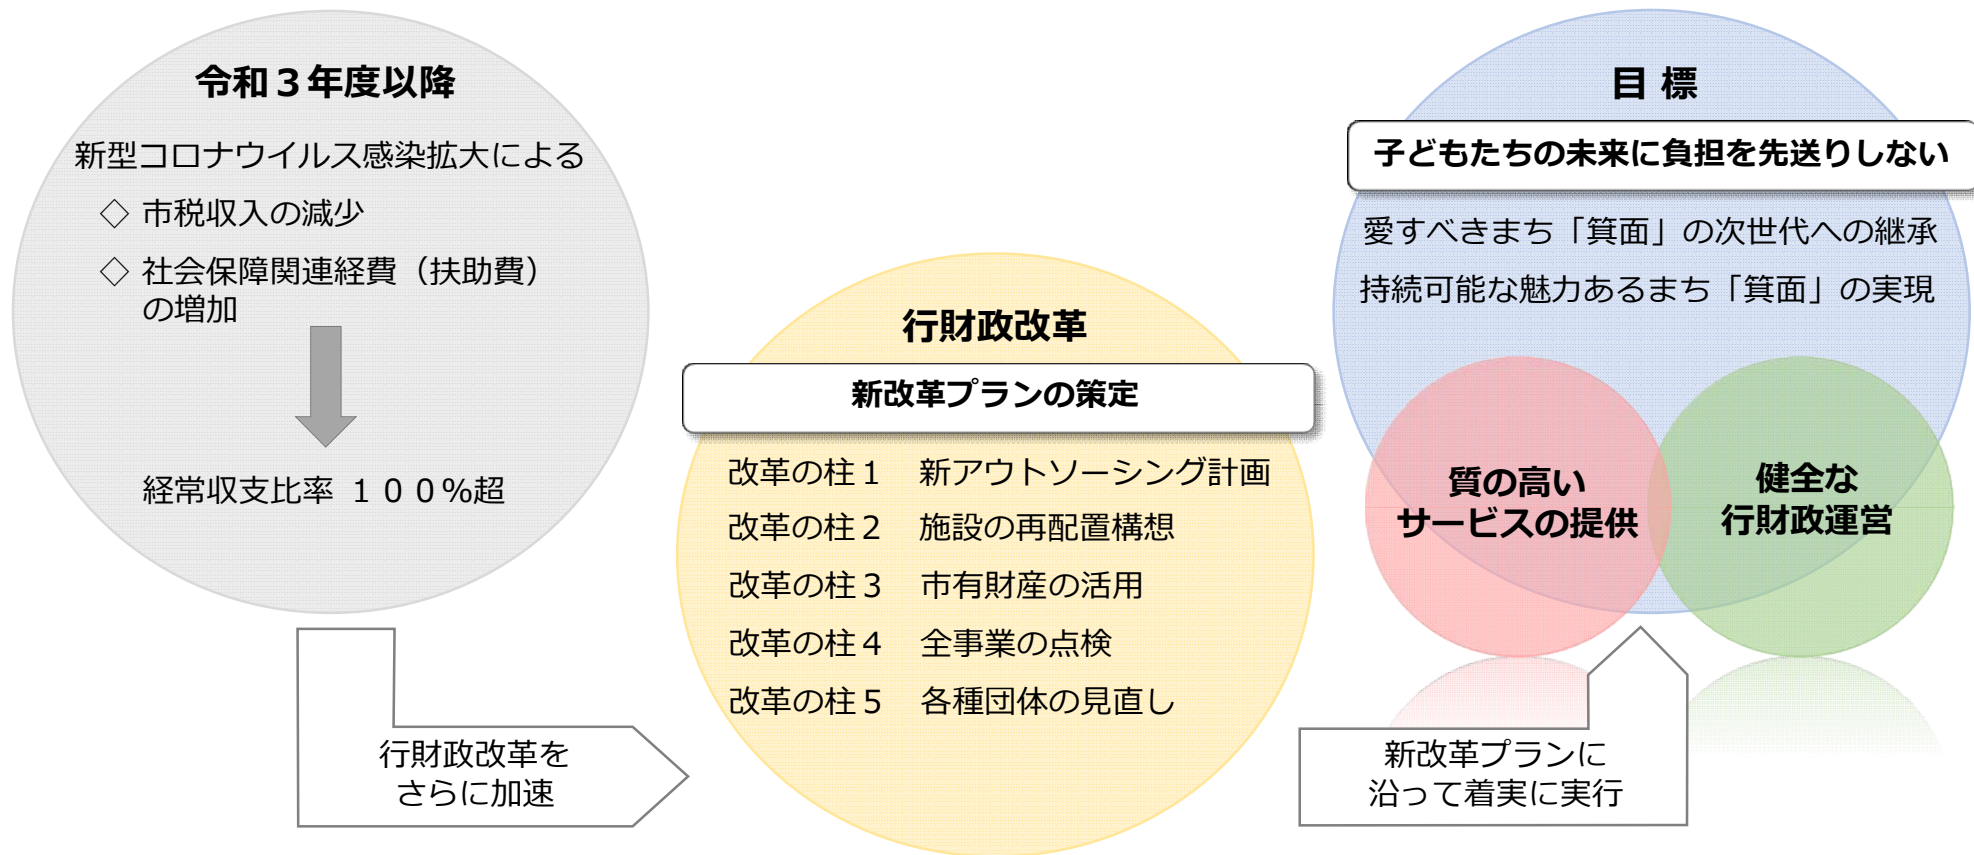 令和３年度以降
新型コロナウイルス感染拡大による
◇ 市税収入の減少
◇ 社会保障関連経費（扶助費）
の増加
経常収支比率 １００％超
行財政改革を
さらに加速
行財政改革
新改革プランの策定
改革の柱１　新アウトソーシング計画
改革の柱２　施設の再配置構想
改革の柱３　市有財産の活用
改革の柱４　全事業の点検
改革の柱５　各種団体の見直し
新改革プランに
沿って着実に実行
目 標
子どもたちの未来に負担を先送りしない
愛すべきまち「箕面」の次世代への継承
持続可能な魅力あるまち「箕面」の実現
質の高い
サービスの提供
健全な
行財政運営